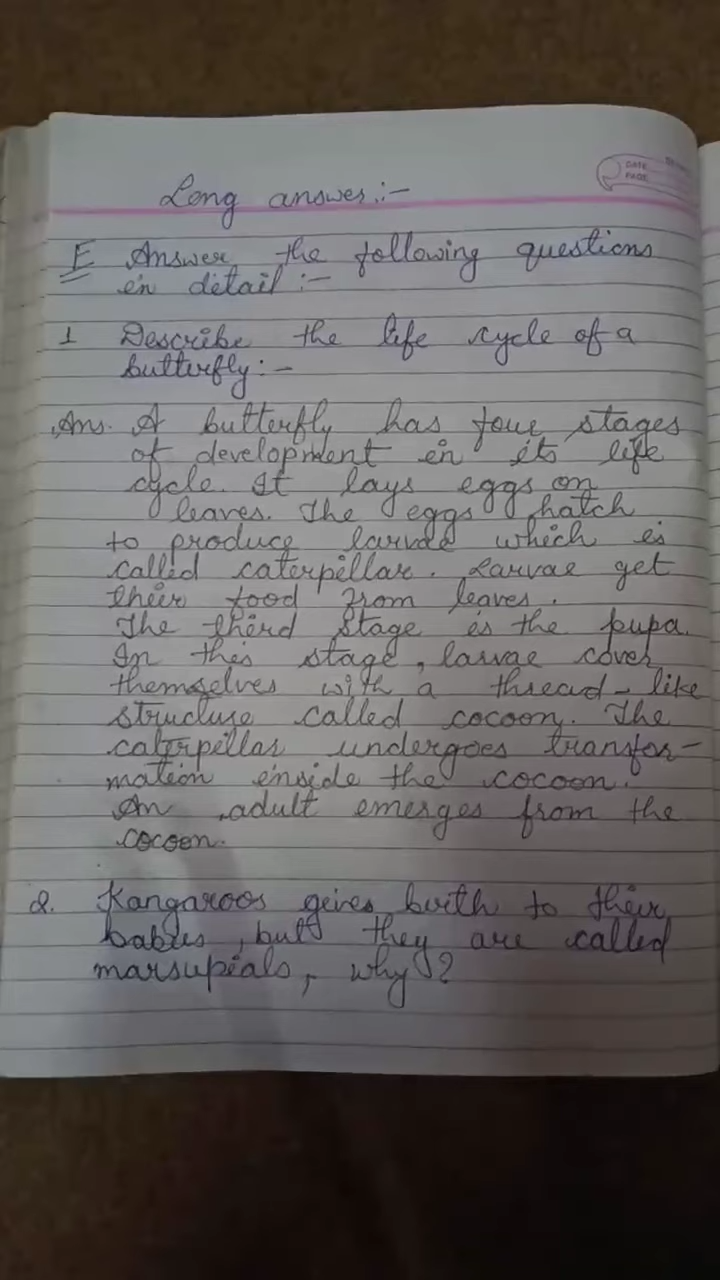 DATE:
PAGE:
Long answer:-
E Answer the following questions
in detail :-
1 Describe the life cycle of a
butterfly :-
Ans. A butterfly has four stages
of development in its life
cycle. It lays eggs on
leaves. The eggs hatch
to produce larvae which is
called caterpillar. Larvae get
their food from leaves.
The third stage is the pupa.
In this stage, larvae cover
themselves with a thread-like
structure called cocoon. The
caterpillar undergoes transfor-
mation inside the cocoon.
An adult emerges from the
cocoon.
2. Kangaroos gives birth to their
babies, but they are called
marsupials, why?